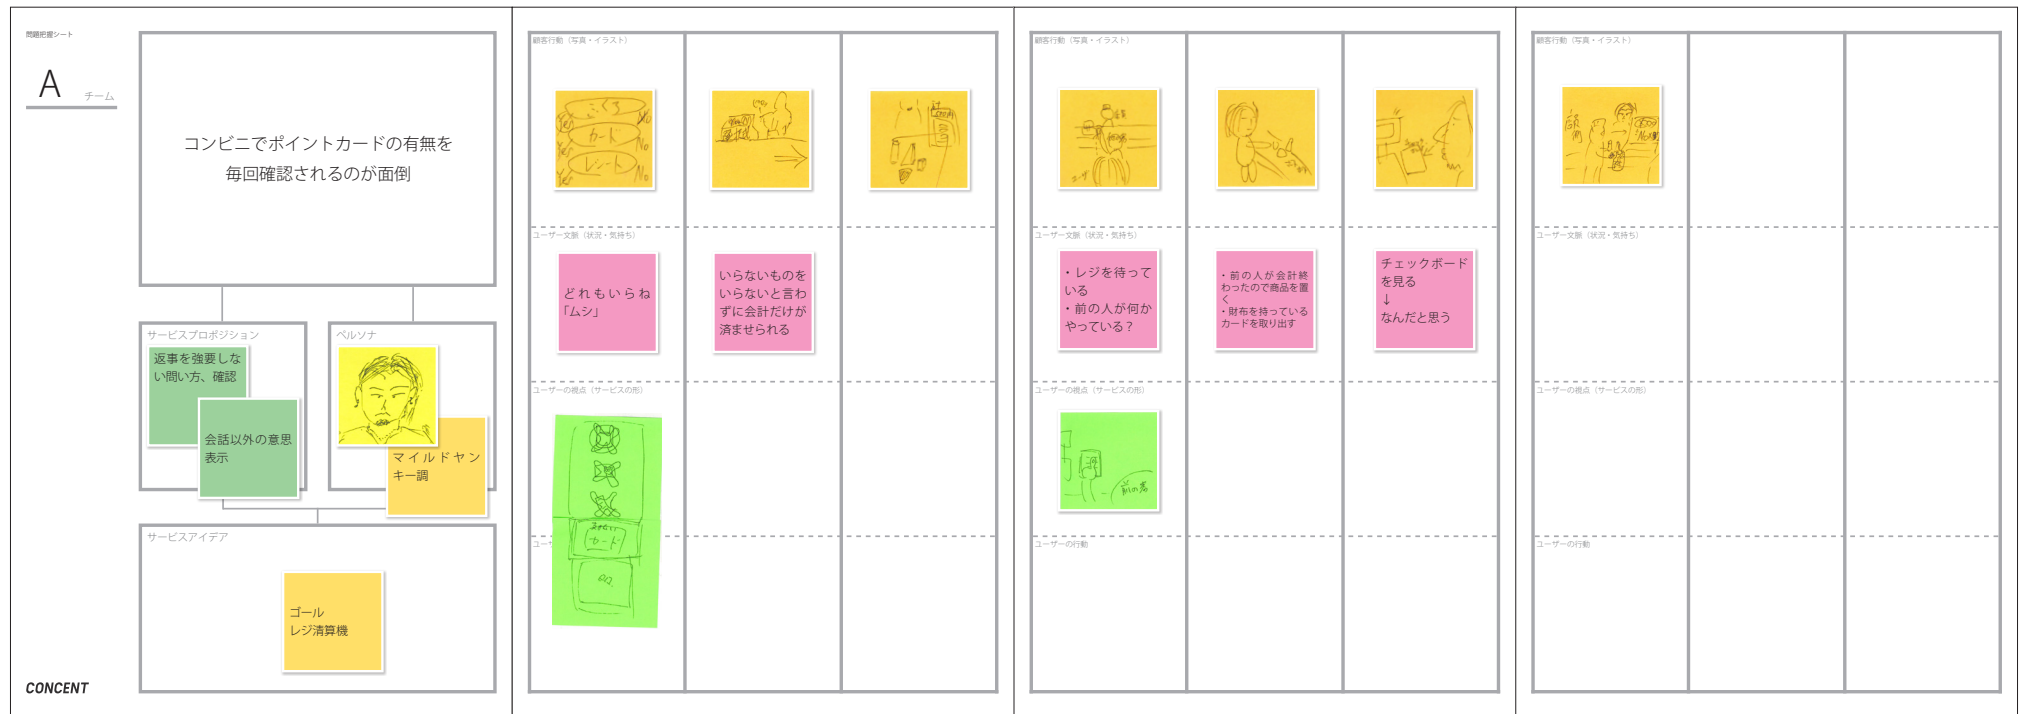 問題把握シート
A
チーム
コンビニでポイントカードの有無を
毎回確認されるのが面倒
サービスプロポジション
返事を強要しな
い問い方、確認
会話以外の意思
表示
ペルソナ
マイルドヤン
キー調
サービスアイデア
ゴール
レジ清算機
CONCENT
顧客行動（写真・イラスト）
Yes
No
カード
Yes
No
レシート
Yes
No
ユーザー文脈（状況・気持ち）
どれもいらね
「ムシ」
いらないものを
いらないと言わ
ずに会計だけが
済ませられる
ユーザーの視点（サービスの形）
カード
ユー
顧客行動（写真・イラスト）
ユーザー文脈（状況・気持ち）
・レジを待って
いる
・前の人が何か
やっている？
・前の人が会計終
わったので商品を置
く
・財布を持っている
カードを取り出す
チェックボード
を見る
↓
なんだと思う
ユーザーの視点（サービスの形）
前の客
ユーザーの行動
顧客行動（写真・イラスト）
ユーザー文脈（状況・気持ち）
ユーザーの視点（サービスの形）
ユーザーの行動